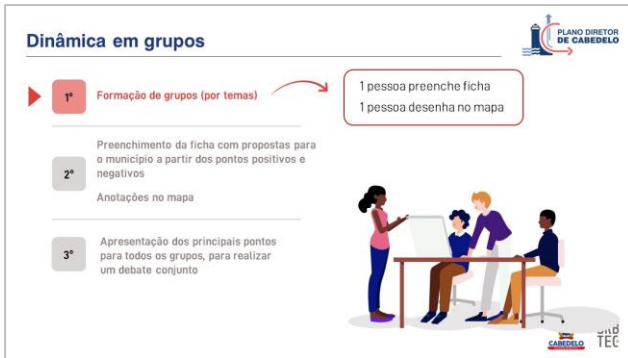 Dinâmica em grupos
PLANO DIRETOR
DE CABEDELO
1º
Formação de grupos (por temas)
1 pessoa preenche ficha
1 pessoa desenha no mapa
2º
Preenchimento da ficha com propostas para
o município a partir dos pontos positivos e
negativos
Anotações no mapa
3º
Apresentação dos principais pontos
para todos os grupos, para realizar
um debate conjunto
CABEDELO
TEC